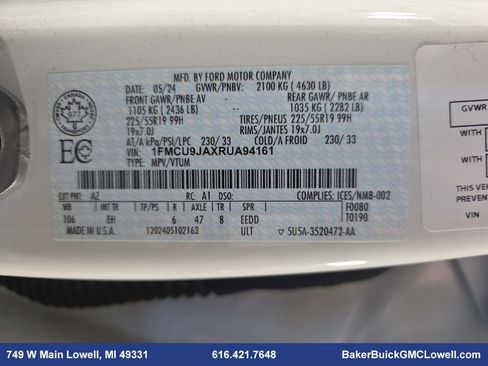 MFD. BY FORD MOTOR COMPANY
05/24 GVWR/PNBV: 2100 KG ( 4630 LB)
FRONT GAWR/PNBE AV REAR GAWR/ PNBE AR
1105 KG ( 2436 LB) 1035 KG ( 2282 LB)
225/55R19 99H TIRES/PNEUS 225/55R19 99H
19x7.0J RIMS/JANTES 19x7.0J
AT/A kPa/PSI/LPC 230/ 33 COLD/A FROID 230/ 33
VIN: 1FMCU9JAXRUA94161
TYPE: MPV/VTUM
977
EC
EXT PNT: AZ RC: A1 DSO: COMPLIES: ICES/NMB-002
WB INT TR TP/PS R AXLE TR SPR F0080
106 EH 6 47 8 EEDD T0190
MADE IN U.S.A. 1202405102163 ULT 5U5A-3520472-AA
GVWR
WITH
WITH
THIS VEHI
PREVENTI
VIN
749 W Main Lowell, MI 49331 616.421.7648 BakerBuickGMCLowell.com